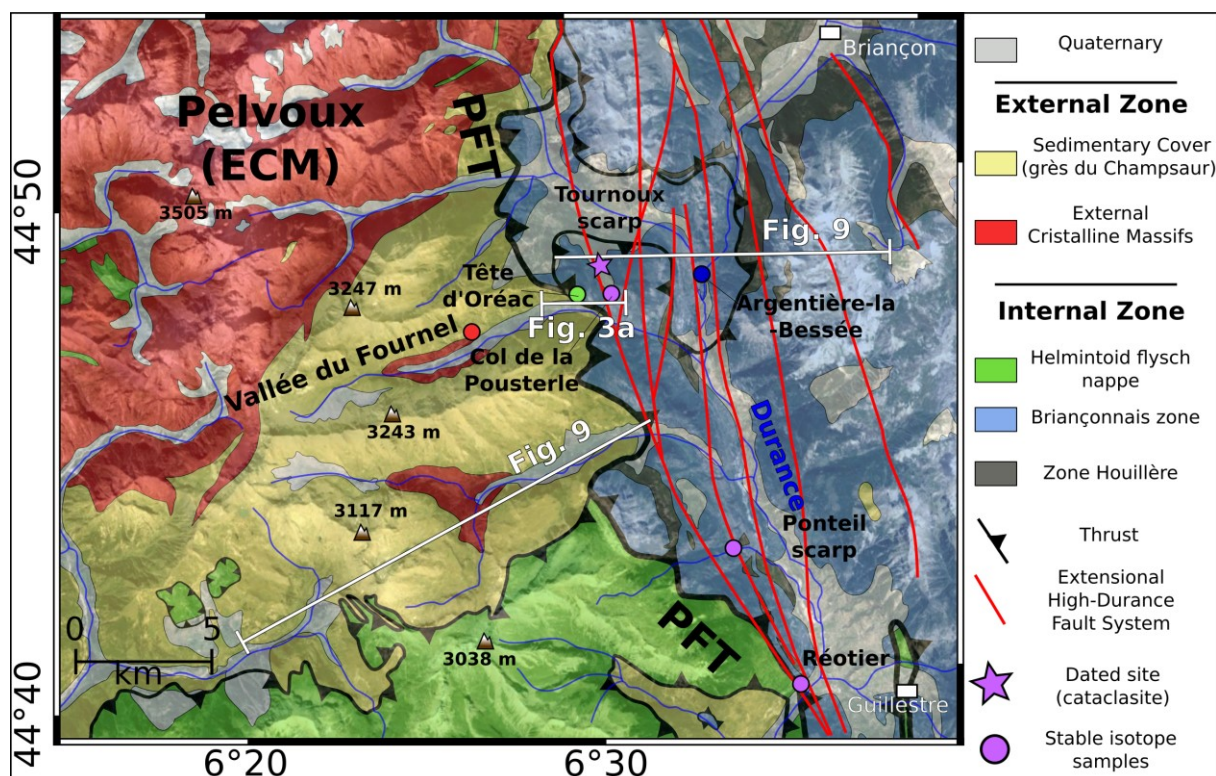 Pelvoux
(ECM)
PFT
Briançon
3505 m
Tournoux
scarp
Fig. 9
Tête
d'Oréac
3247 m
Fig. 3a
Argentière-la
-Bessée
Vallée du Fournel
Col de la
Pousterle
3243 m
Fig. 9
Durance
3117 m
Ponteil
scarp
PFT
0 5
km
3038 m
Réotier
Guillestre
44°50
44°40
6°20
6°30
Quaternary
External Zone
Sedimentary Cover
(grès du Champsaur)
External
Cristalline Massifs
Internal Zone
Helmintoid flysch
nappe
Briançonnais zone
Zone Houillère
Thrust
Extensional
High-Durance
Fault System
Dated site
(cataclasite)
Stable isotope
samples